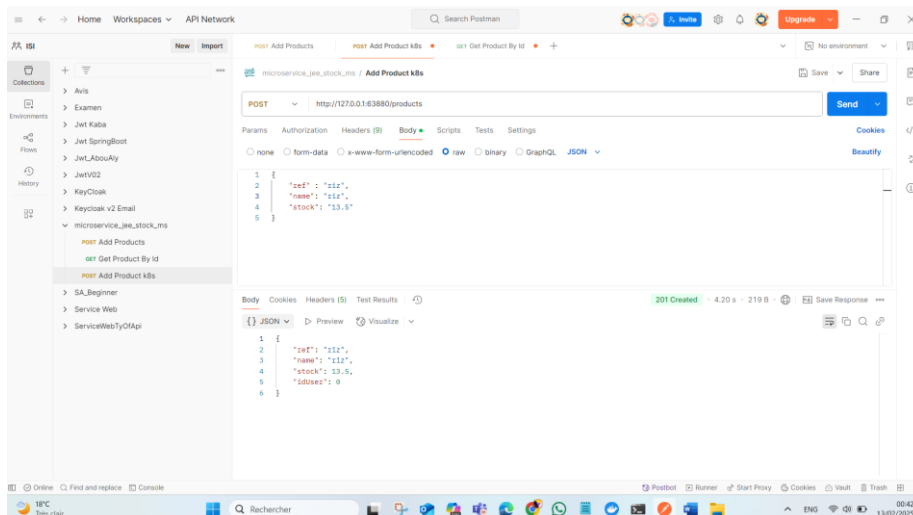 Home Workspaces API Network Search Postman Invite Upgrade
ISI New Import POST Add Products POST Add Product k8s GET Get Product By Id No environment
Collections
Environments
Flows
History
Avis
Examen
Jwt Kaba
Jwt SpringBoot
Jwt_AbouAly
JwtV02
KeyCloak
Keycloak v2 Email
microservice_jee_stock_ms
POST Add Products
GET Get Product By Id
POST Add Product k8s
SA_Beginner
Service Web
ServiceWebTyOfApi
microservice_jee_stock_ms / Add Product k8s Save Share
POST http://127.0.0.1:63880/products Send
Params Authorization Headers (9) Body Scripts Tests Settings Cookies
none form-data x-www-form-urlencoded raw binary GraphQL JSON Beautify
1 {
2 "ref" : "riz",
3 "name": "riz",
4 "stock": "13.5"
5 }
Body Cookies Headers (5) Test Results 201 Created 4.20 s 219 B Save Response
{} JSON Preview Visualize
1 {
2 "ref": "riz",
3 "name": "riz",
4 "stock": 13.5,
5 "idUser": 0
6 }
Online Find and replace Console Postbot Runner Start Proxy Cookies Vault Trash
18°C
Très clair
Rechercher
ENG